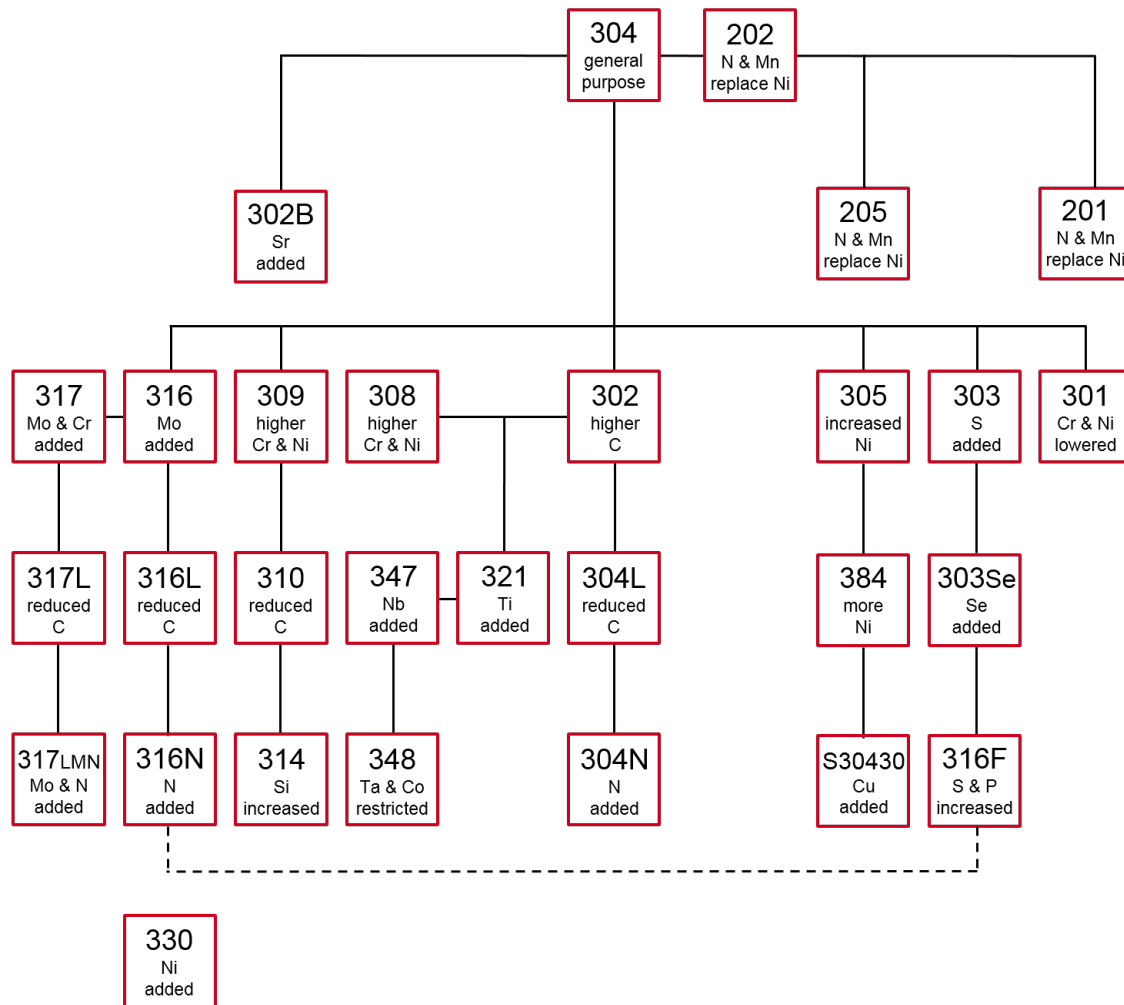 304
general
purpose
202
N & Mn
replace Ni
302B
Sr
added
205
N & Mn
replace Ni
201
N & Mn
replace Ni
317
Mo & Cr
added
316
Mo
added
309
higher
Cr & Ni
308
higher
Cr & Ni
302
higher
C
305
increased
Ni
303
S
added
301
Cr & Ni
lowered
317L
reduced
C
316L
reduced
C
310
reduced
C
347
Nb
added
321
Ti
added
304L
reduced
C
384
more
Ni
303Se
Se
added
317LMN
Mo & N
added
316N
N
added
314
Si
increased
348
Ta & Co
restricted
304N
N
added
S30430
Cu
added
316F
S & P
increased
330
Ni
added